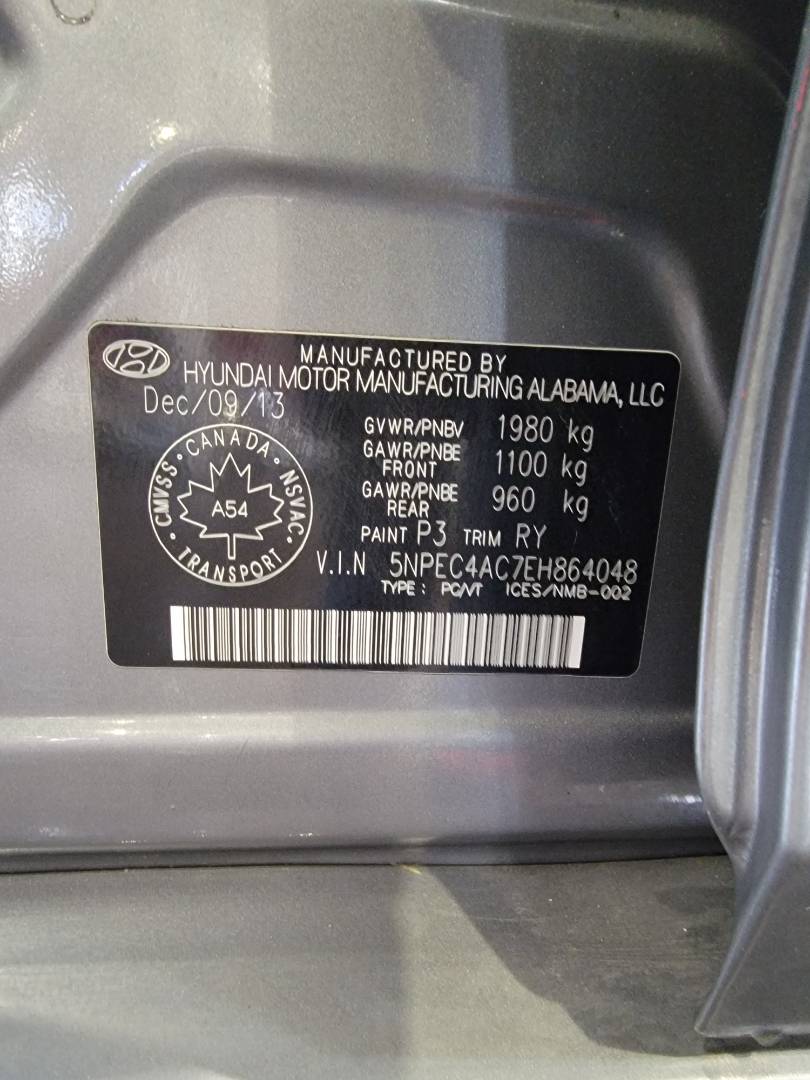 MANUFACTURED BY
HYUNDAI MOTOR MANUFACTURING ALABAMA, LLC
Dec/09/13
GVWR/PNBV 1980 kg
GAWR/PNBE FRONT 1100 kg
GAWR/PNBE REAR 960 kg
PAINT P3 TRIM RY
CMVSS · CANADA · NSVAC · TRANSPORT ·
A54
V.I.N 5NPEC4AC7EH864048
TYPE : PC/VT ICES/NMB-002